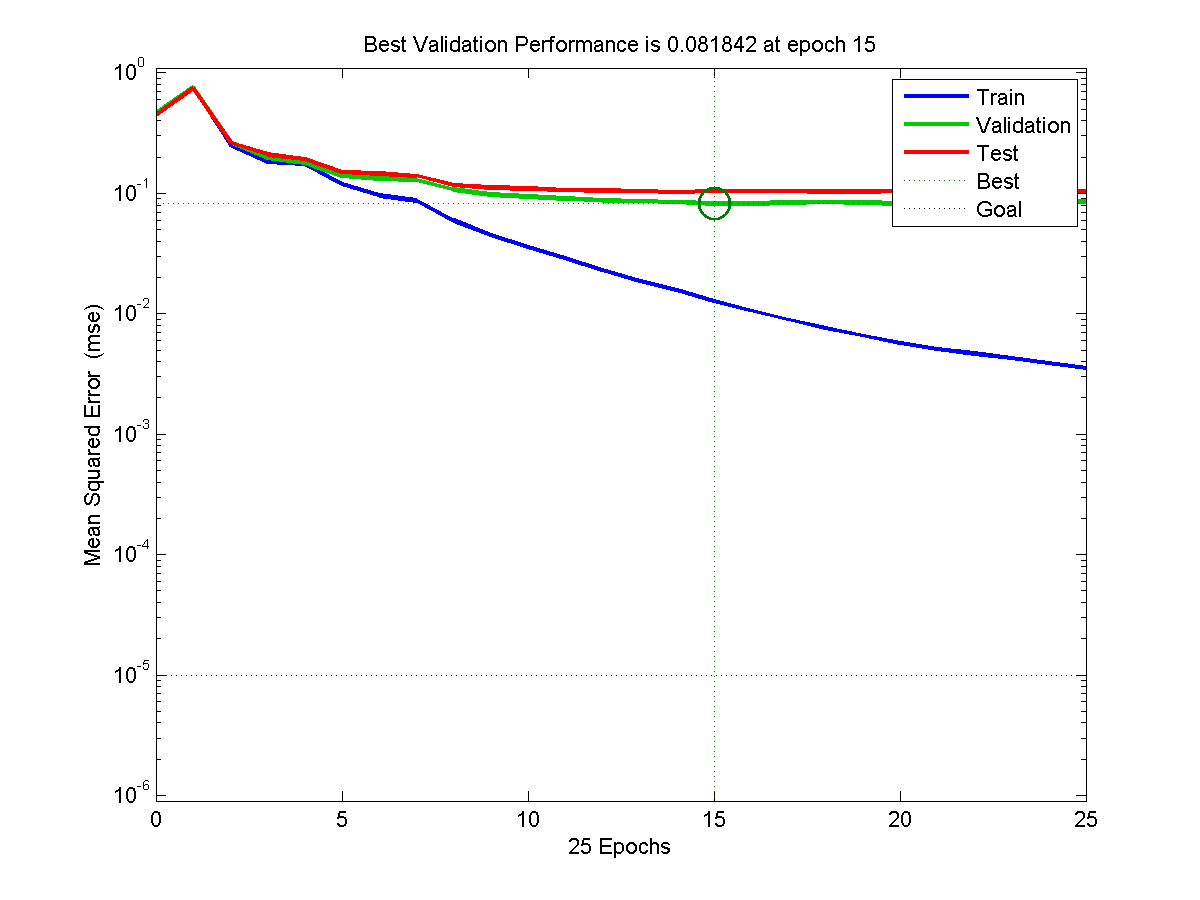 Best Validation Performance is 0.081842 at epoch 15
Mean Squared Error (mse)
10^0
10^-1
10^-2
10^-3
10^-4
10^-5
10^-6
Train
Validation
Test
Best
Goal
0 5 10 15 20 25
25 Epochs